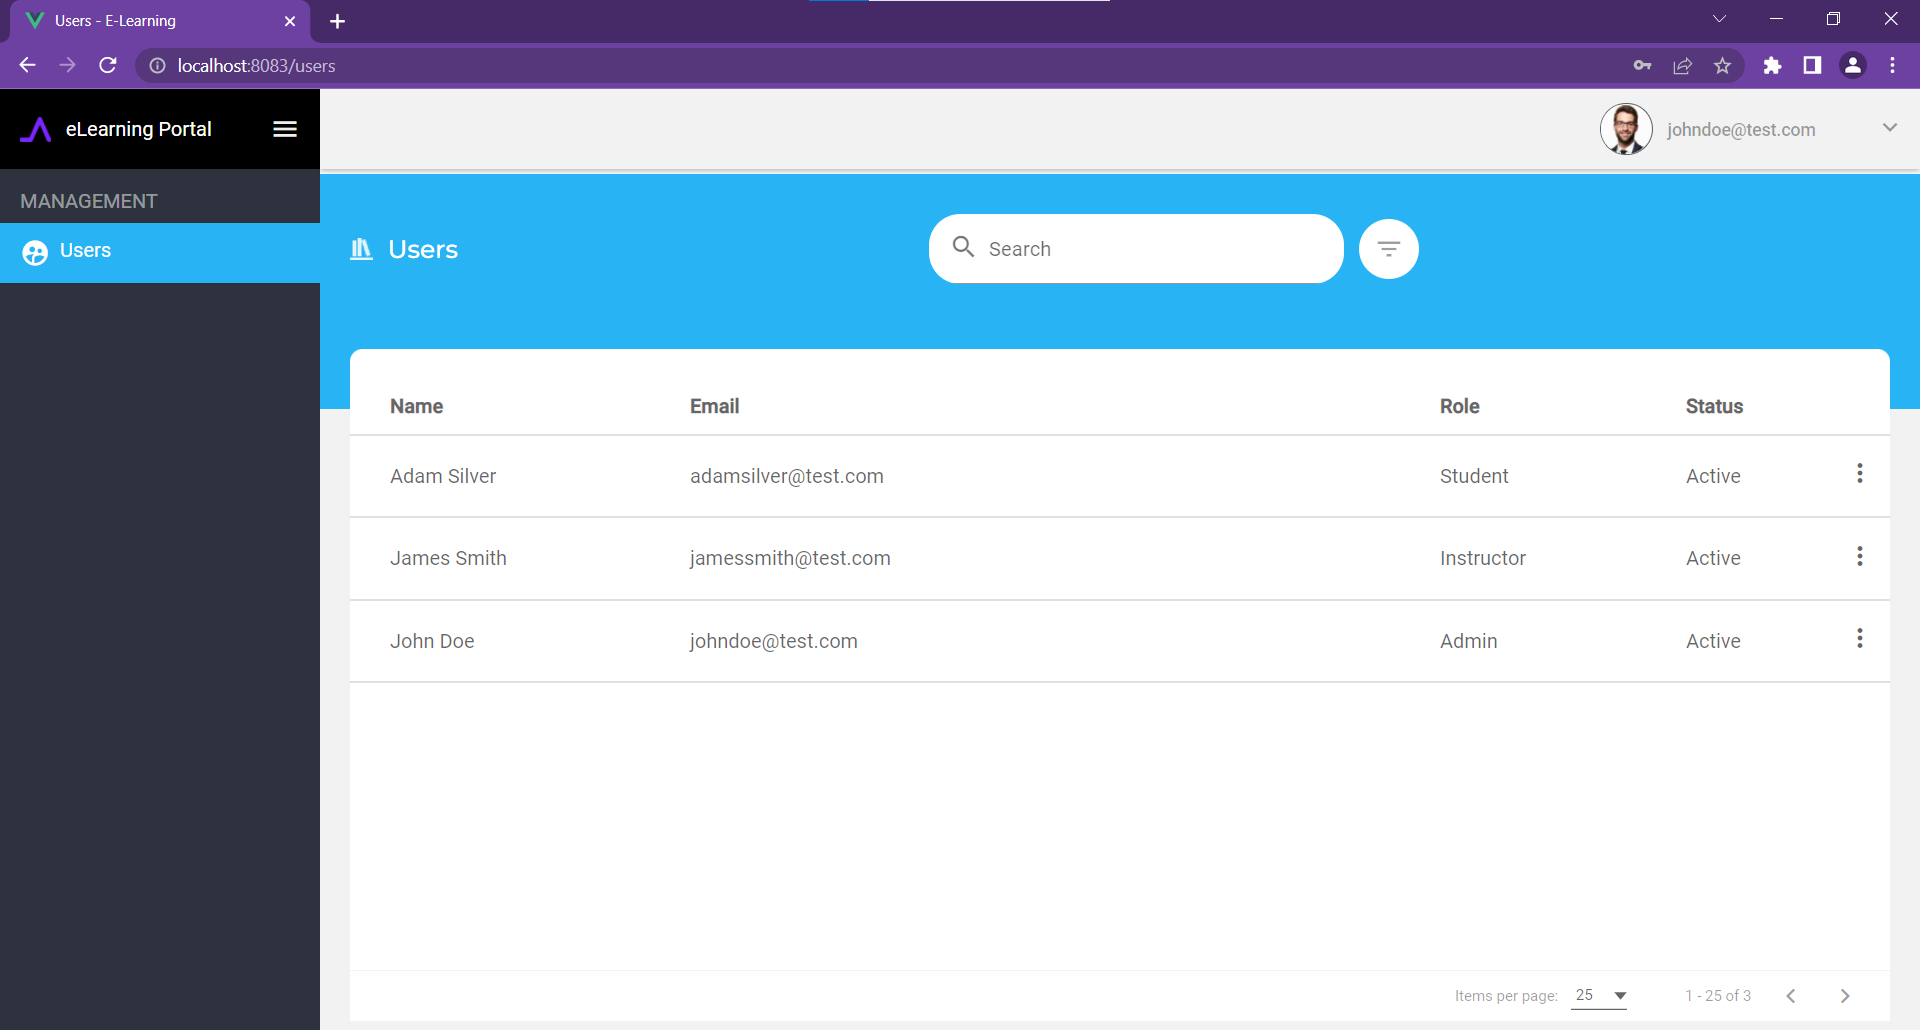 Users - E-Learning
localhost:8083/users
eLearning Portal
johndoe@test.com
MANAGEMENT
Users
Users
Search
Name Email Role Status
Adam Silver adamsilver@test.com Student Active
James Smith jamessmith@test.com Instructor Active
John Doe johndoe@test.com Admin Active
Items per page: 25 1 - 25 of 3